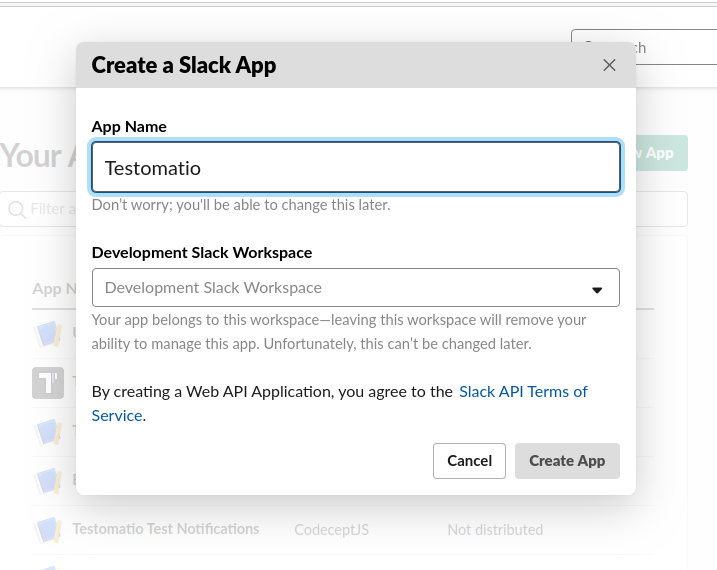 Create a Slack App
App Name
Testomatio
Don't worry; you'll be able to change this later.
Development Slack Workspace
Development Slack Workspace
Your app belongs to this workspace—leaving this workspace will remove your
ability to manage this app. Unfortunately, this can't be changed later.
By creating a Web API Application, you agree to the Slack API Terms of
Service.
Cancel
Create App
Your
App
Filter
App
Testomatio Test Notifications
CodeceptJS
Not distributed